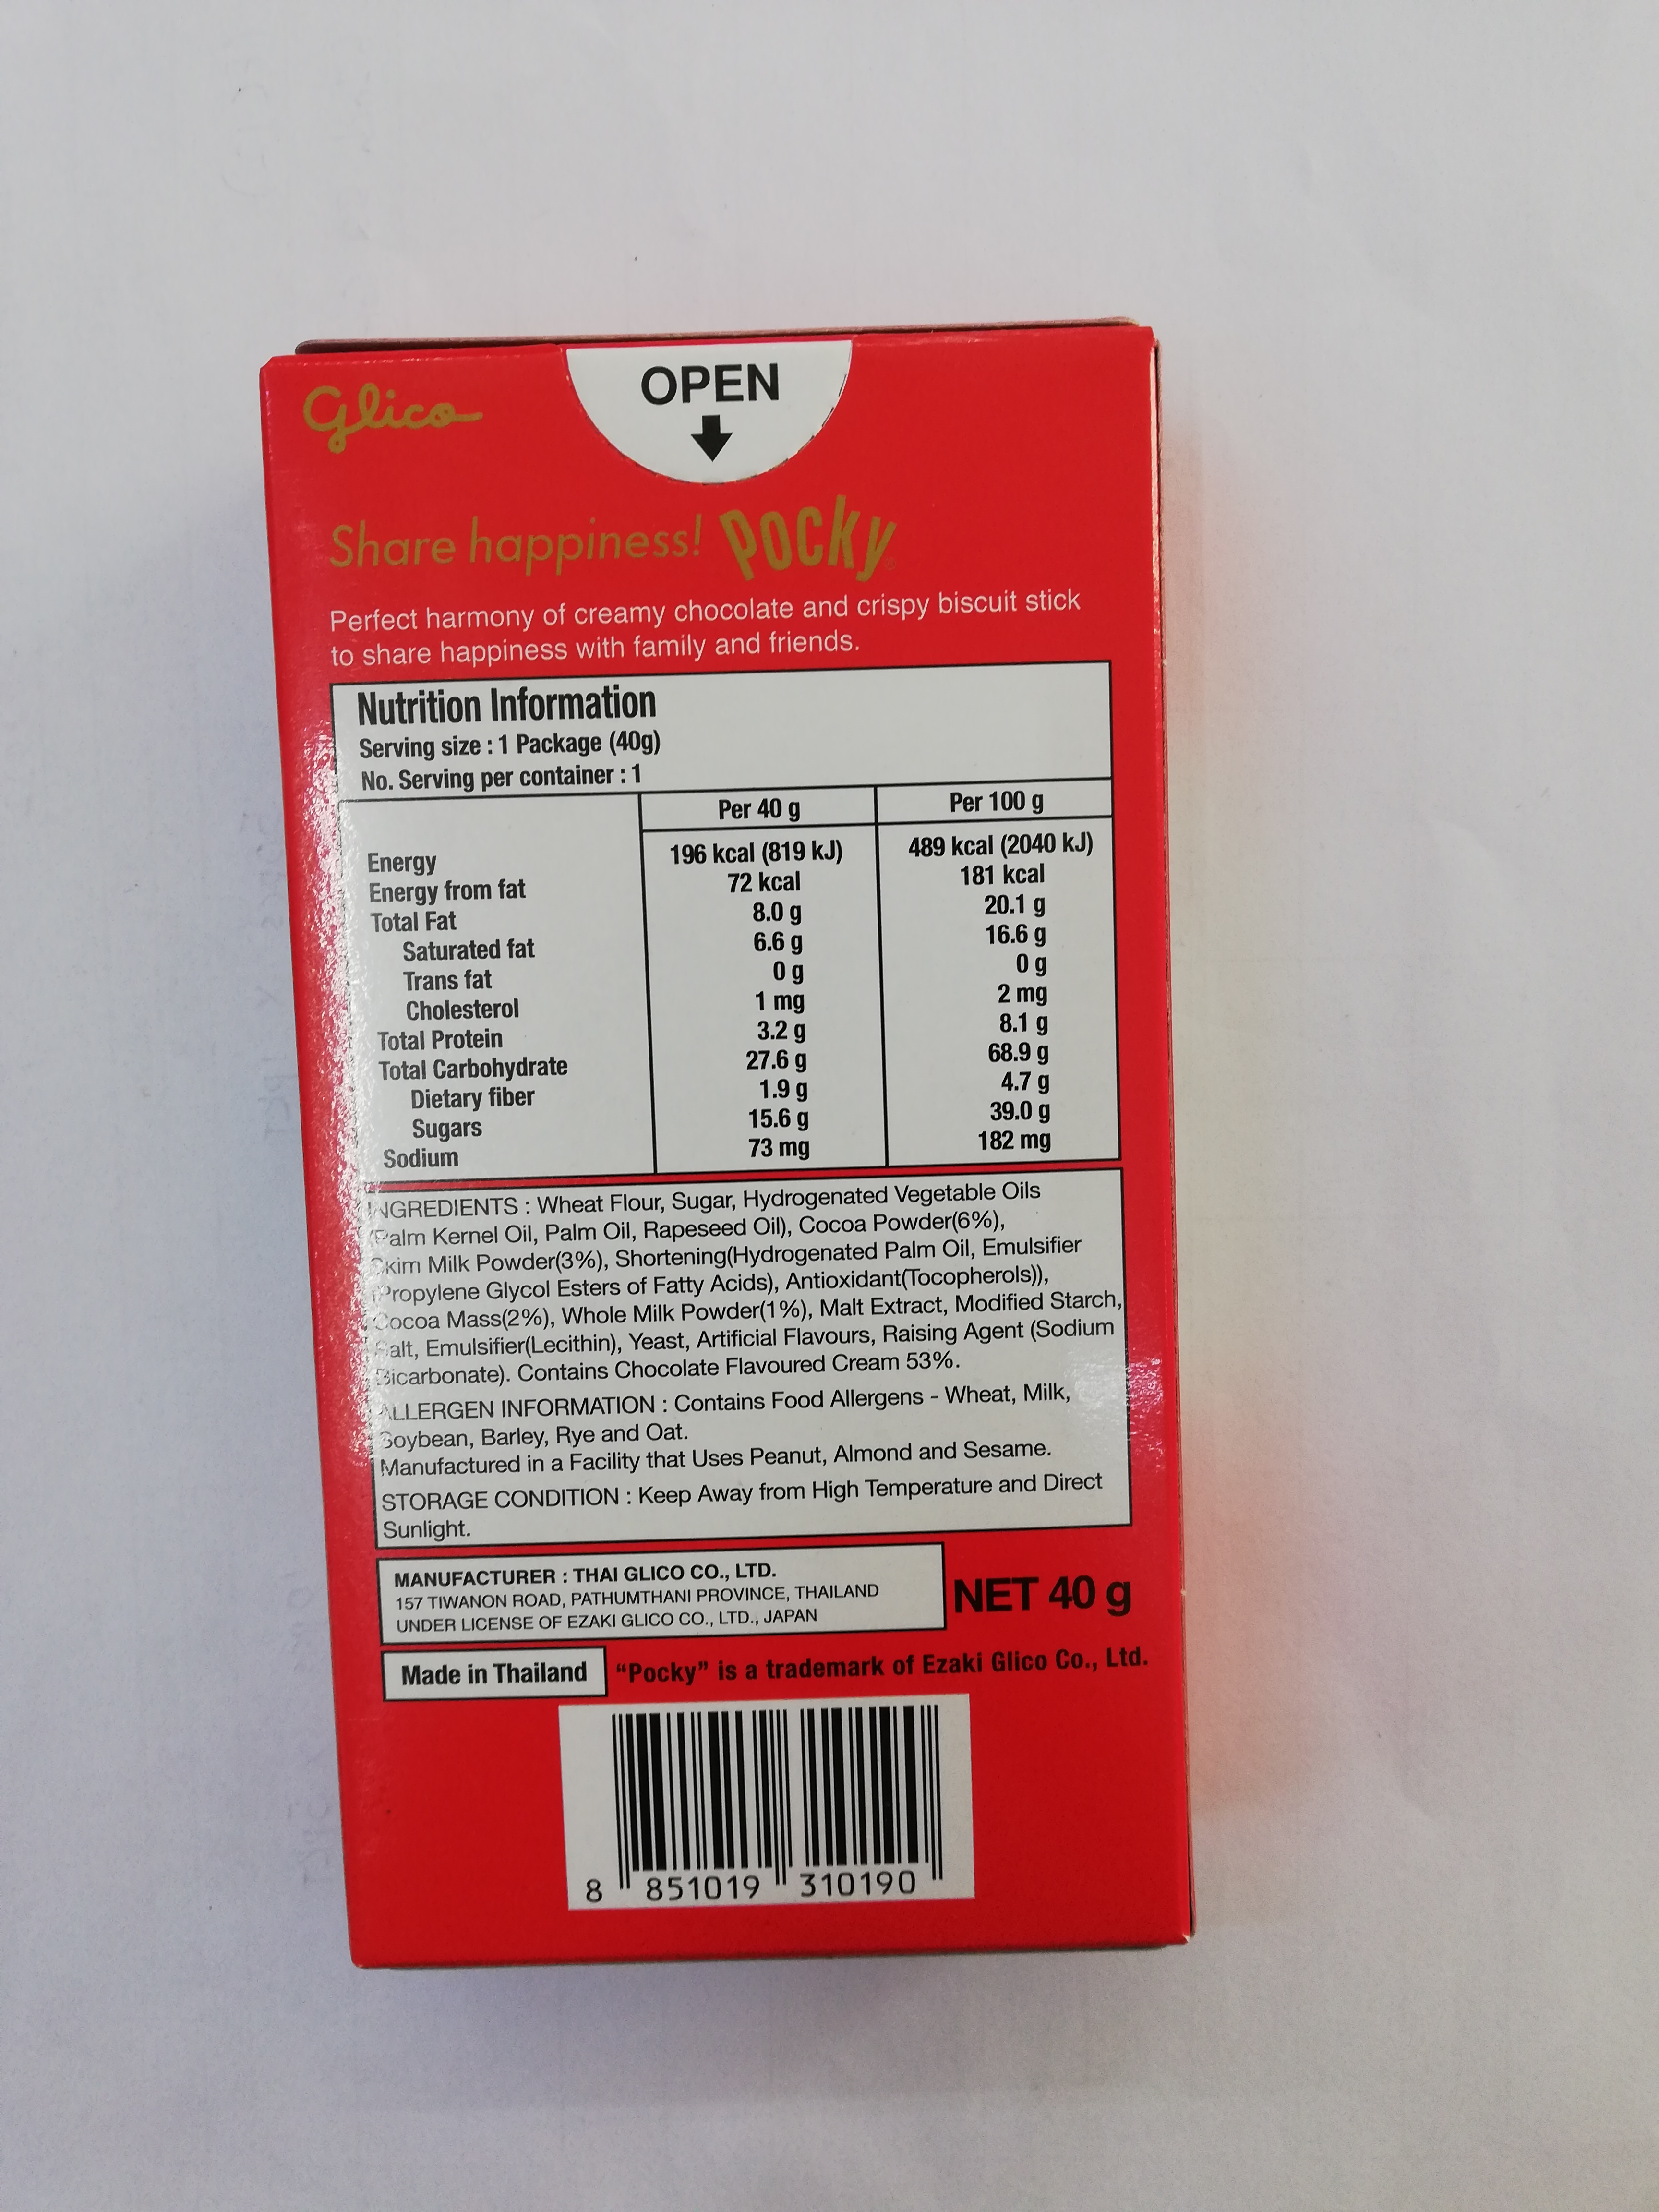 Glico
OPEN
Share happiness! Pocky
Perfect harmony of creamy chocolate and crispy biscuit stick
to share happiness with family and friends.
Nutrition Information
Serving size : 1 Package (40g)
No. Serving per container : 1
Per 40 g Per 100 g
Energy 196 kcal (819 kJ) 489 kcal (2040 kJ)
Energy from fat 72 kcal 181 kcal
Total Fat 8.0 g 20.1 g
Saturated fat 6.6 g 16.6 g
Trans fat 0 g 0 g
Cholesterol 1 mg 2 mg
Total Protein 3.2 g 8.1 g
Total Carbohydrate 27.6 g 68.9 g
Dietary fiber 1.9 g 4.7 g
Sugars 15.6 g 39.0 g
Sodium 73 mg 182 mg
INGREDIENTS : Wheat Flour, Sugar, Hydrogenated Vegetable Oils
(Palm Kernel Oil, Palm Oil, Rapeseed Oil), Cocoa Powder(6%),
Skim Milk Powder(3%), Shortening(Hydrogenated Palm Oil, Emulsifier
(Propylene Glycol Esters of Fatty Acids), Antioxidant(Tocopherols)),
Cocoa Mass(2%), Whole Milk Powder(1%), Malt Extract, Modified Starch,
Salt, Emulsifier(Lecithin), Yeast, Artificial Flavours, Raising Agent (Sodium
Bicarbonate). Contains Chocolate Flavoured Cream 53%.
ALLERGEN INFORMATION : Contains Food Allergens - Wheat, Milk,
Soybean, Barley, Rye and Oat.
Manufactured in a Facility that Uses Peanut, Almond and Sesame.
STORAGE CONDITION : Keep Away from High Temperature and Direct
Sunlight.
MANUFACTURER : THAI GLICO CO., LTD.
157 TIWANON ROAD, PATHUMTHANI PROVINCE, THAILAND
UNDER LICENSE OF EZAKI GLICO CO., LTD., JAPAN
NET 40 g
Made in Thailand "Pocky" is a trademark of Ezaki Glico Co., Ltd.
8 851019 310190